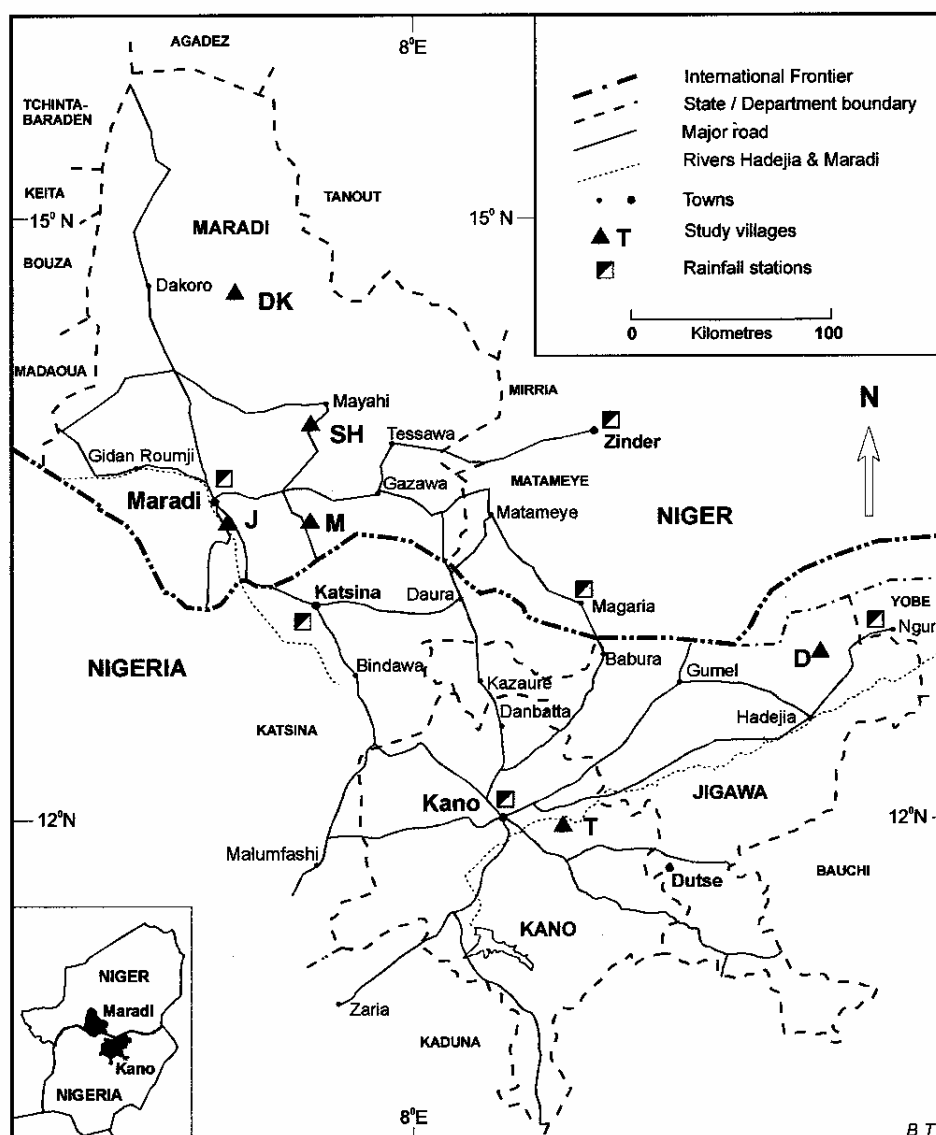 AGADEZ
8°E
TCHINTA-
BARADEN
KEITA
TANOUT
15° N
MARADI
BOUZA
Dakoro
DK
MADAOUA
Mayahi
MIRRIA
SH
Tessawa
Zinder
Gidan Roumji
Gazawa
MATAMEYE
Maradi
J
M
Matameye
NIGER
N
15° N
International Frontier
State / Department boundary
Major road
Rivers Hadejia & Maradi
Towns
T
Study villages
Rainfall stations
0
100
Kilometres
Katsina
Daura
Magaria
YOBE
Ngur
NIGERIA
Bindawa
Babura
Gumel
D
Kazaure
Danbatta
Hadejia
KATSINA
JIGAWA
Kano
12°N
T
12°N
Malumfashi
Dutse
BAUCHI
KANO
Zaria
KADUNA
NIGER
Maradi
Kano
NIGERIA
8°E
B T